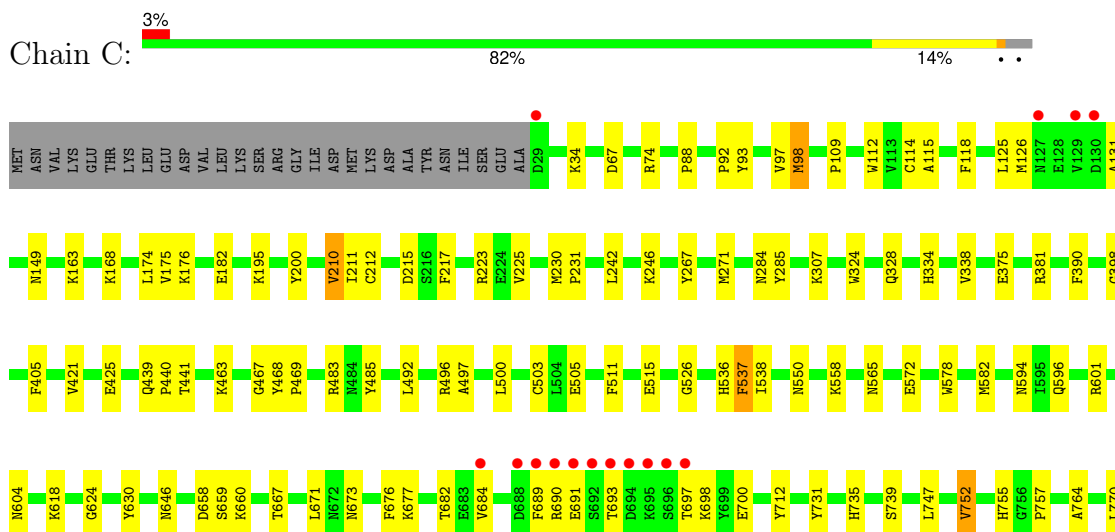 3%
Chain C:
82% 14% • •
MET ASN VAL LYS GLU THR LYS LEU LEU GLU ASP VAL LEU LYS SER ARG GLY ILE ASP MET LYS ASP ALA TYR ASN ILE SER GLU ALA D29 K34 D67 R74 P88 P92 Y93 V97 M98 P109 W112 V113 C114 A115 F118 L125 M126 N127 E128 V129 D130 A131
N149 K163 K168 L174 V175 K176 E182 K195 Y200 V210 I211 C212 D215 S216 F217 R223 E224 V225 M230 P231 L242 K246 Y267 M271 N284 Y285 K307 W324 Q328 H334 V338 E375 R381 F390
F405 V421 E425 Q439 P440 T441 K463 G467 Y468 P469 R483 N484 Y485 L492 R496 A497 L500 C503 L504 E505 F511 E515 G526 H536 F537 I538 N550 K558 N565 E572 W578 M582 N594 I595 Q596 R601
N604 K618 G624 Y630 N646 D658 S659 K660 T667 L671 N672 N673 F676 K677 T682 E683 V684 D688 F689 R690 E691 S692 T693 D694 K695 S696 T697 K698 Y699 E700 Y712 Y731 H735 S739 L747 V752 H755 G756 P757 A764